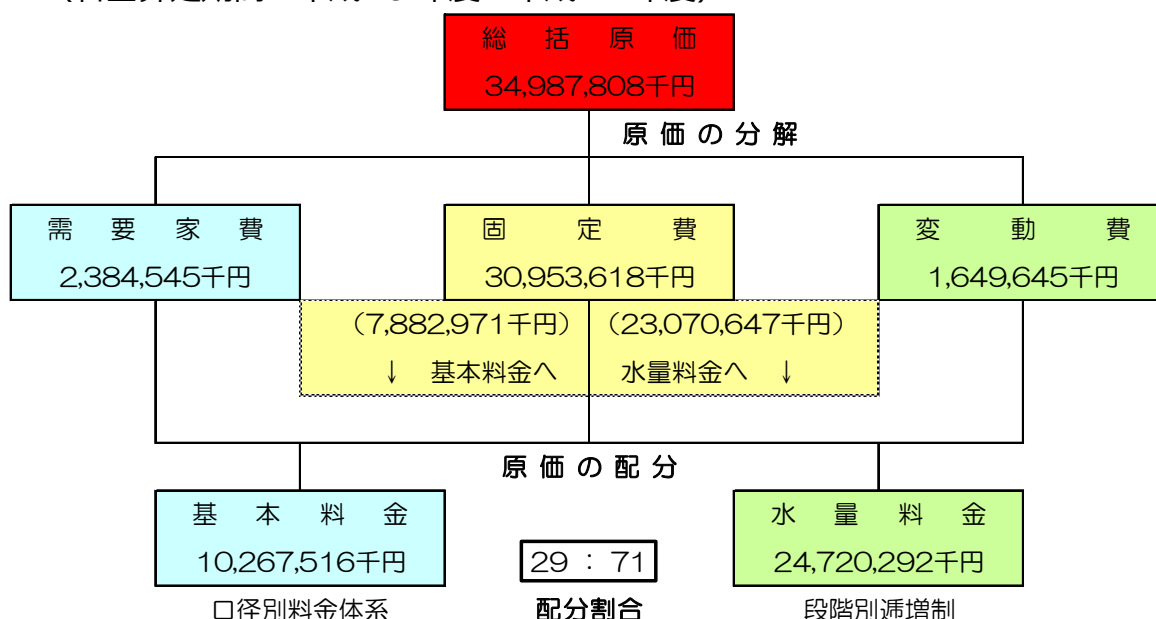 総括原価
34,987,808千円
原価の分解
需要家費
2,384,545千円
固定費
30,953,618千円
変動費
1,649,645千円
(7,882,971千円)
↓ 基本料金へ
(23,070,647千円)
水量料金へ ↓
原価の配分
基本料金
10,267,516千円
29 : 71
水量料金
24,720,292千円
口径別料金体系
配分割合
段階別逓増制